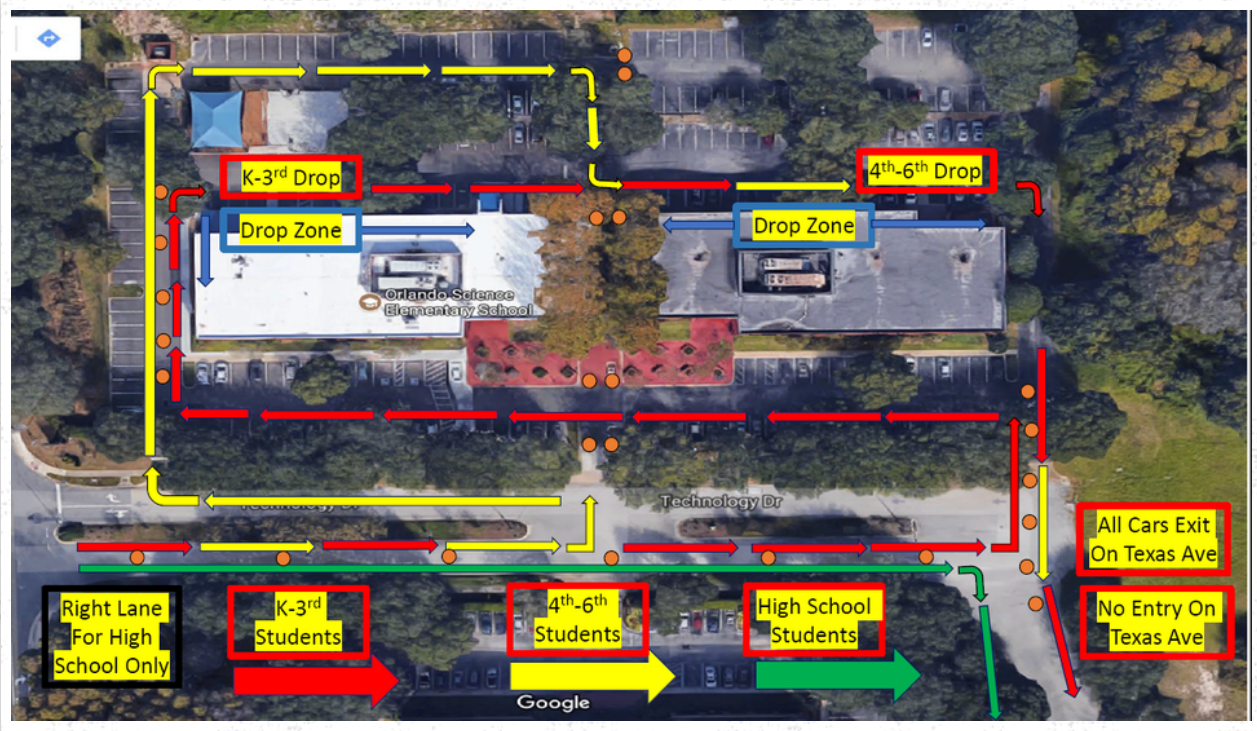 K-3rd Drop
4th-6th Drop
Drop Zone
Drop Zone
Orlando Science
Elementary School
Technology Dr
Technology Dr
All Cars Exit
On Texas Ave
Right Lane
For High
School Only
K-3rd
Students
4th-6th
Students
High School
Students
No Entry On
Texas Ave
Google